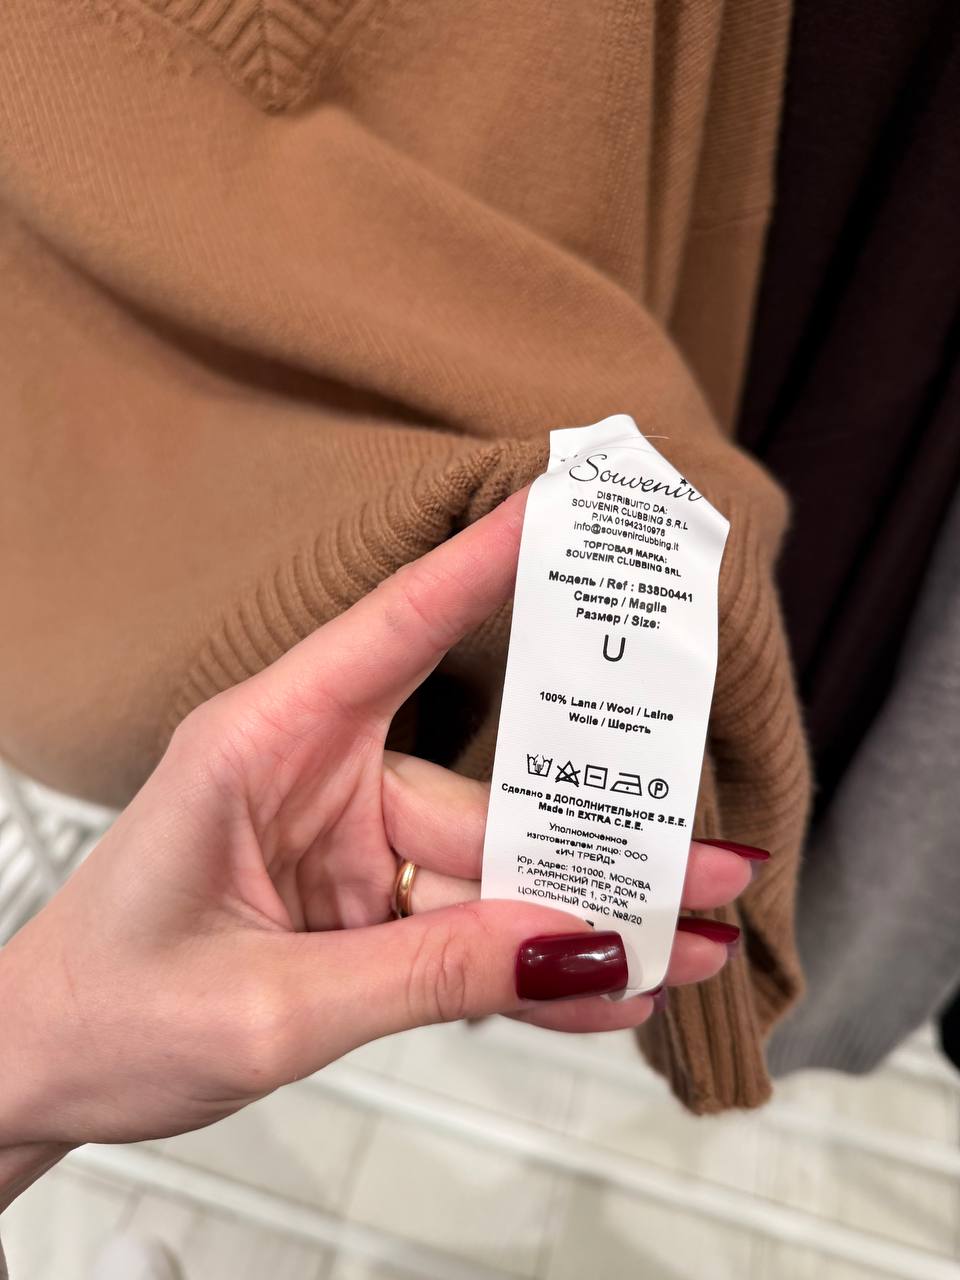 Souvenir
DISTRIBUITO DA:
SOUVENIR CLUBBING S.R.L
P.IVA 01942310978
info@souvenirclubbing.it
ТОРГОВАЯ МАРКА:
SOUVENIR CLUBBING SRL
Модель / Ref : B38D0441
Свитер / Maglia
Размер / Size:
U
100% Lana / Wool / Laine
Wolle / Шерсть
P
Сделано в ДОПОЛНИТЕЛЬНОЕ Э.Е.Е.
Made in EXTRA C.E.E.
Уполномоченное
изготовителем лицо: ООО
«ИЧ ТРЕЙД»
Юр. Адрес: 101000, МОСКВА
Г, АРМЯНСКИЙ ПЕР, ДОМ 9,
СТРОЕНИЕ 1, ЭТАЖ
ЦОКОЛЬНЫЙ ОФИС №8/20